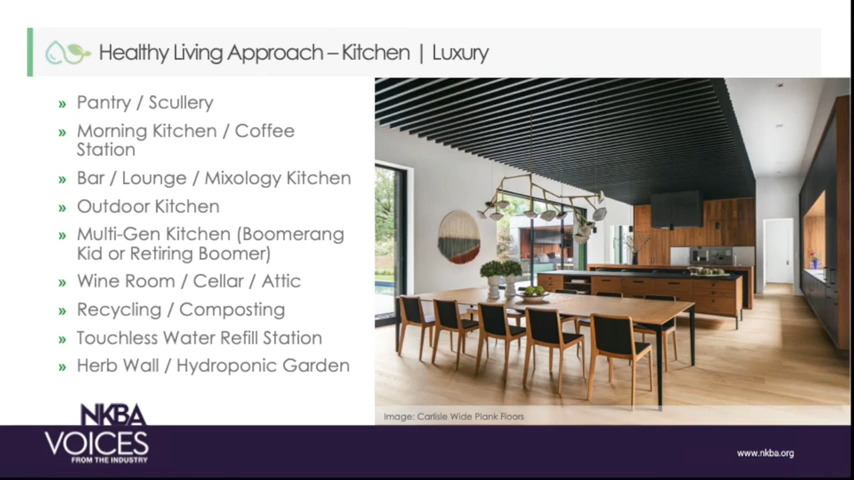 Healthy Living Approach – Kitchen | Luxury
» Pantry / Scullery
» Morning Kitchen / Coffee
Station
» Bar / Lounge / Mixology Kitchen
» Outdoor Kitchen
» Multi-Gen Kitchen (Boomerang
Kid or Retiring Boomer)
» Wine Room / Cellar / Attic
» Recycling / Composting
» Touchless Water Refill Station
» Herb Wall / Hydroponic Garden
Image: Carlisle Wide Plank Floors
NKBA
VOICES
FROM THE INDUSTRY
www.nkba.org